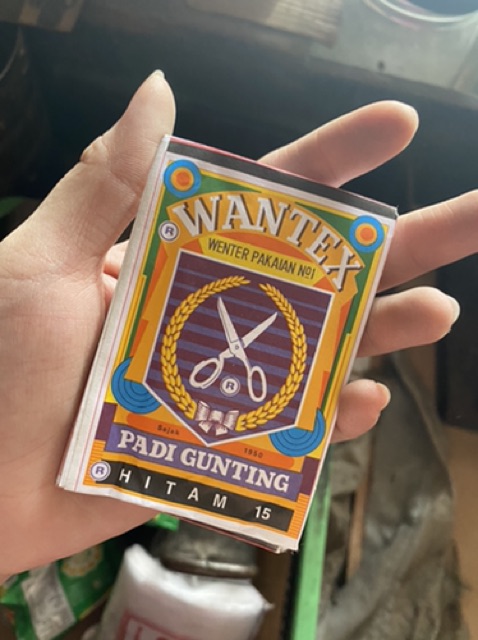 WANTEX
®
WENTER PAKAIAN Nº1
®
Sejak 1950
PADI GUNTING
®
HITAM 15